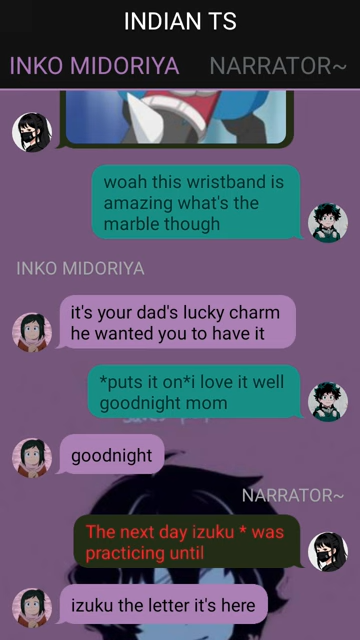 INDIAN TS
INKO MIDORIYA NARRATOR~
woah this wristband is
amazing what's the
marble though
INKO MIDORIYA
it's your dad's lucky charm
he wanted you to have it
*puts it on*i love it well
goodnight mom
goodnight
NARRATOR~
The next day izuku * was
practicing until
izuku the letter it's here